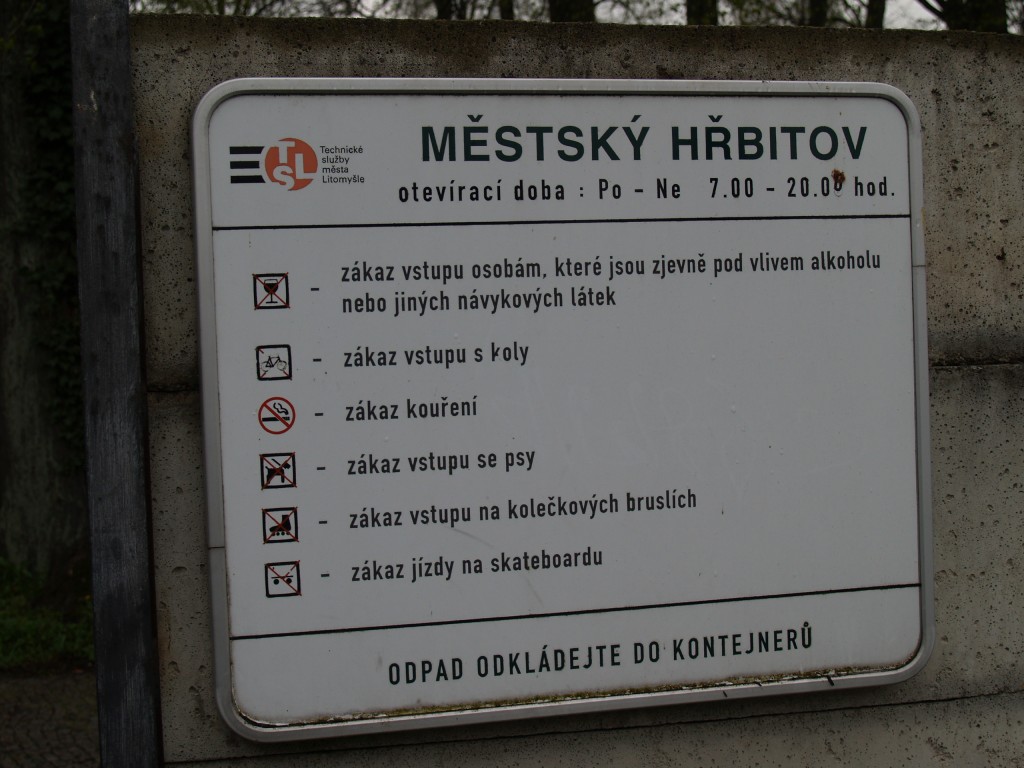 MĚSTSKÝ HŘBITOV
TSL
Technické
služby
města
Litomyšle
otevírací doba : Po - Ne 7.00 - 20.00 hod.
- zákaz vstupu osobám, které jsou zjevně pod vlivem alkoholu
nebo jiných návykových látek
- zákaz vstupu s koly
- zákaz kouření
- zákaz vstupu se psy
- zákaz vstupu na kolečkových bruslích
- zákaz jízdy na skateboardu
ODPAD ODKLÁDEJTE DO KONTEJNERŮ